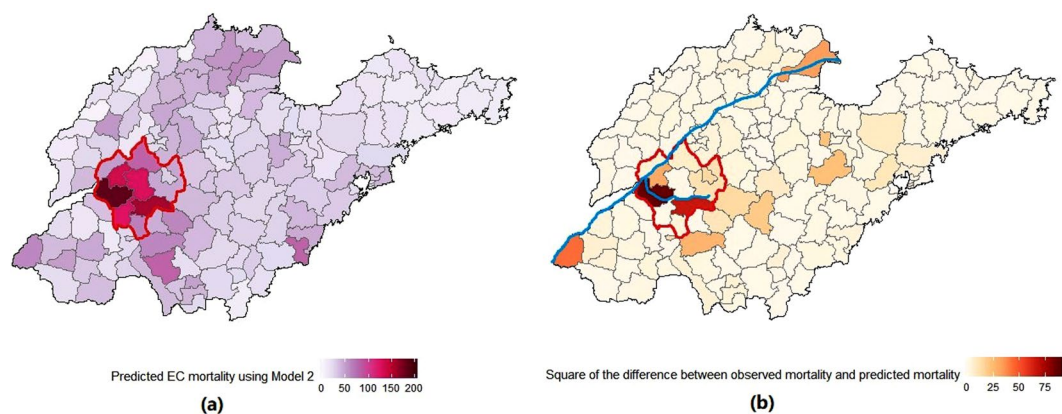 Predicted EC mortality using Model 2
0 50 100 150 200
(a)
Square of the difference between observed mortality and predicted mortality
0 25 50 75
(b)